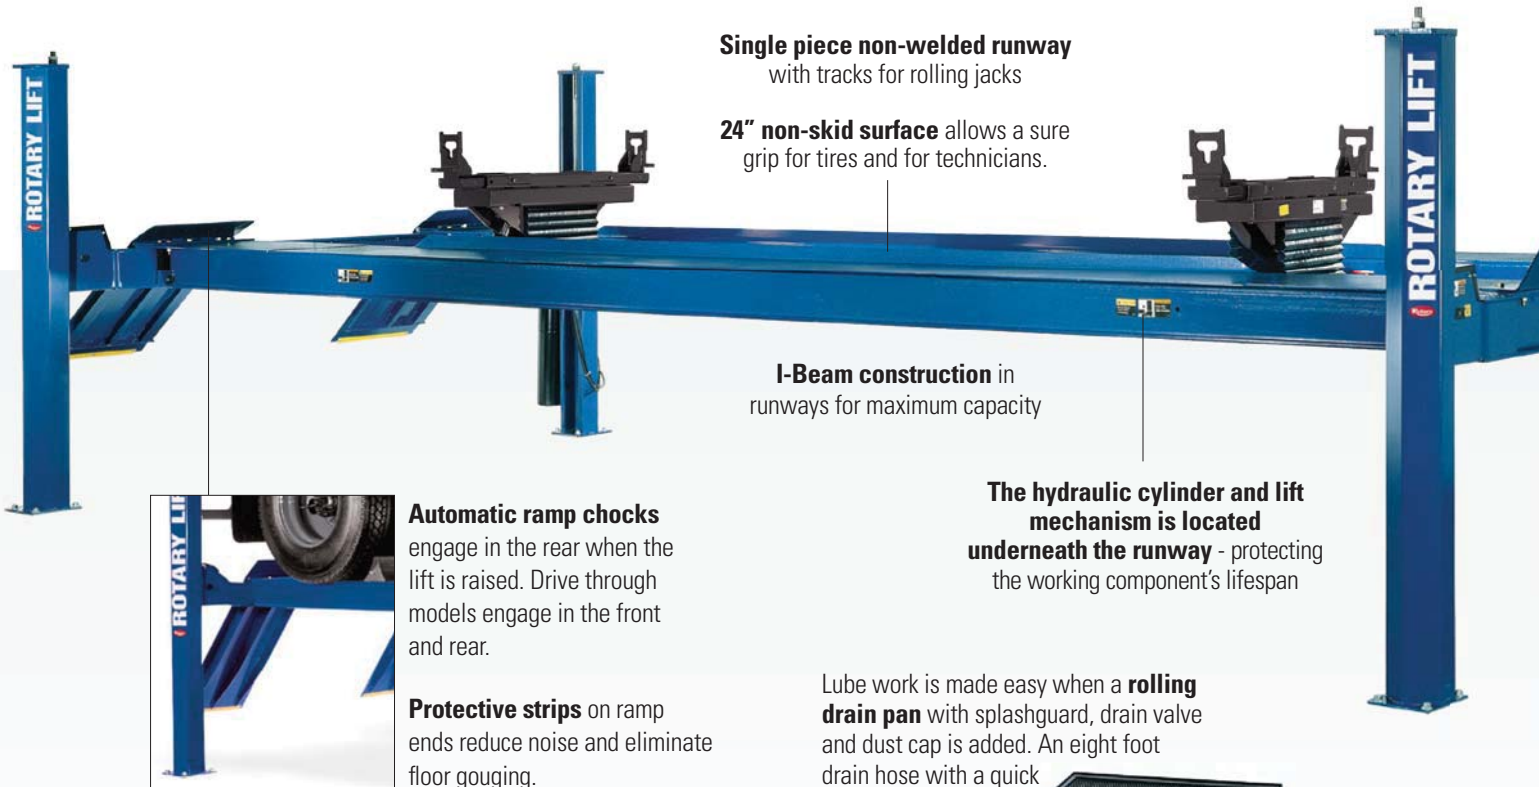 ROTARY LIFT
ROTARY LIFT
Single piece non-welded runway
with tracks for rolling jacks
24” non-skid surface allows a sure
grip for tires and for technicians.
I-Beam construction in
runways for maximum capacity
The hydraulic cylinder and lift
mechanism is located
underneath the runway - protecting
the working component’s lifespan
ROTARY LIF
Automatic ramp chocks
engage in the rear when the
lift is raised. Drive through
models engage in the front
and rear.
Protective strips on ramp
ends reduce noise and eliminate
floor gouging.
Lube work is made easy when a rolling
drain pan with splashguard, drain valve
and dust cap is added. An eight foot
drain hose with a quick